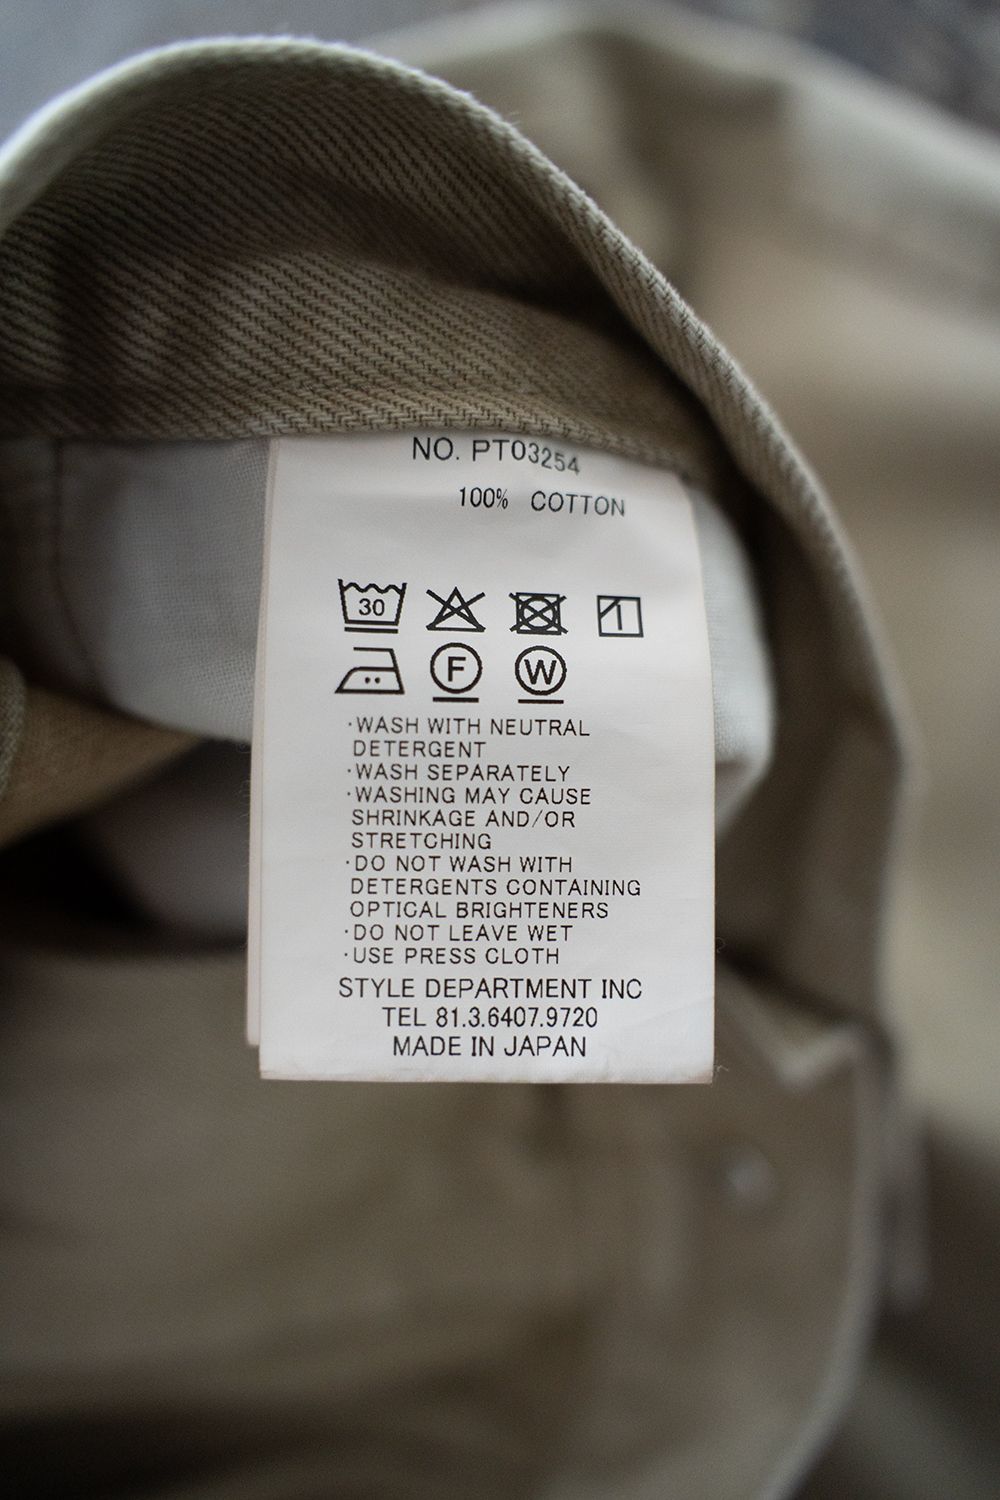 NO. PT03254
100% COTTON
30
F W
·WASH WITH NEUTRAL
DETERGENT
·WASH SEPARATELY
·WASHING MAY CAUSE
SHRINKAGE AND/OR
STRETCHING
·DO NOT WASH WITH
DETERGENTS CONTAINING
OPTICAL BRIGHTENERS
·DO NOT LEAVE WET
·USE PRESS CLOTH
STYLE DEPARTMENT INC
TEL 81.3.6407.9720
MADE IN JAPAN